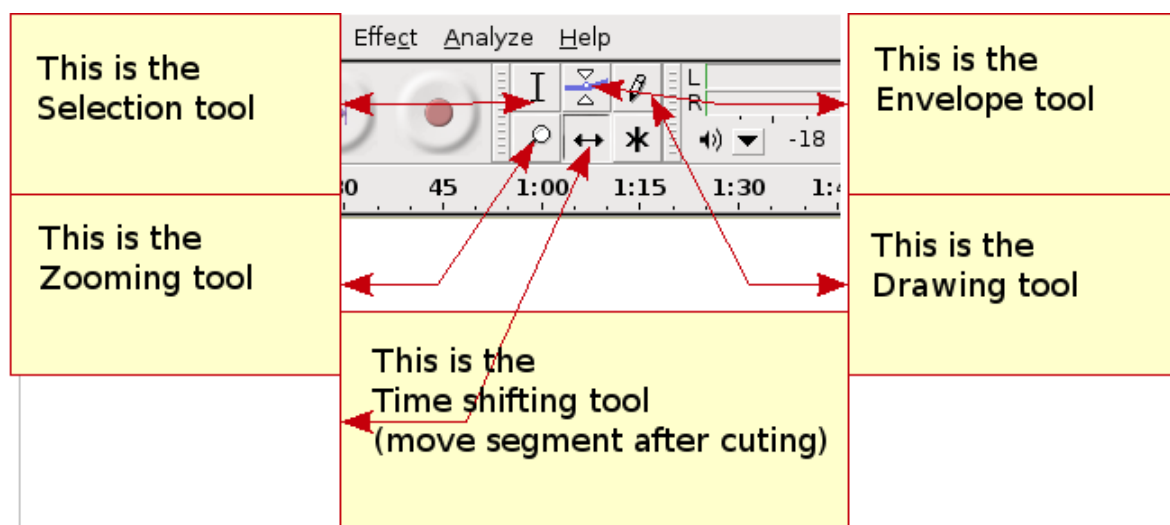 This is the
Selection tool
Effect Analyze Help
This is the
Envelope tool
L
R
-18
45 1:00 1:15 1:30
This is the
Zooming tool
This is the
Drawing tool
This is the
Time shifting tool
(move segment after cuting)